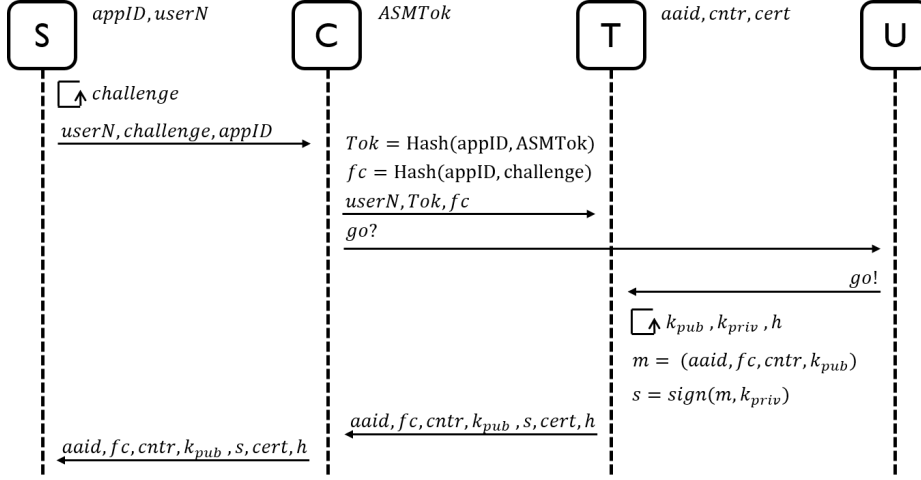 S
appID, userN
C
ASMTok
T
aaid, cntr, cert
U
challenge
userN, challenge, appID
Tok = Hash(appID, ASMTok)
fc = Hash(appID, challenge)
userN, Tok, fc
go?
go!
k_pub , k_priv , h
m = (aaid, fc, cntr, k_pub)
s = sign(m, k_priv)
aaid, fc, cntr, k_pub , s, cert, h
aaid, fc, cntr, k_pub , s, cert, h